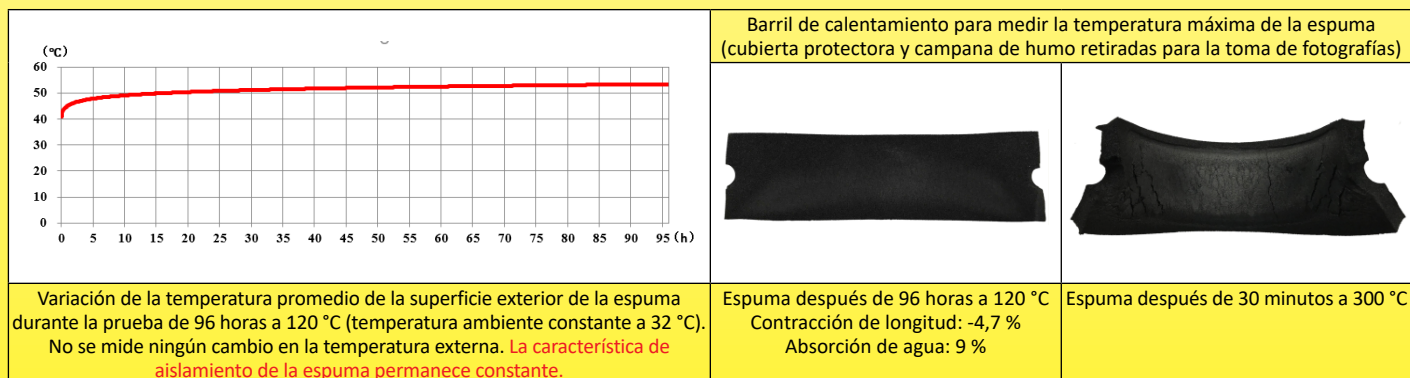 Barril de calentamiento para medir la temperatura máxima de la espuma
(cubierta protectora y campana de humo retiradas para la toma de fotografías)
(℃)
60
50
40
30
20
10
0
0 5 10 15 20 25 30 35 40 45 50 55 60 65 70 75 80 85 90 95 (h)
Variación de la temperatura promedio de la superficie exterior de la espuma
durante la prueba de 96 horas a 120 °C (temperatura ambiente constante a 32 °C).
No se mide ningún cambio en la temperatura externa. La característica de
aislamiento de la espuma permanece constante.
Espuma después de 96 horas a 120 °C
Contracción de longitud: -4,7 %
Absorción de agua: 9 %
Espuma después de 30 minutos a 300 °C